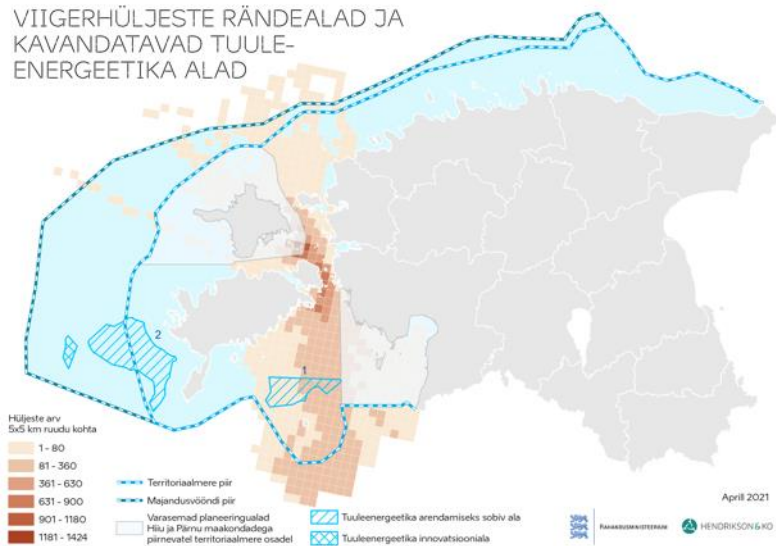 VIIGERHÜLJESTE RÄNDEALAD JA
KAVANDATAVAD TUULE-
ENERGEETIKA ALAD
2
1
Hüljeste arv
5x5 km ruudu kohta
1 - 80
81 - 360
361 - 630
631 - 900
901 - 1180
1181 - 1424
Territoriaalmere piir
Majandusvööndi piir
Varasemad planeeringualad
Hiiu ja Pärnu maakondadega
piirnevatel territoriaalmere osadel
Tuuleenergeetika arendamiseks sobiv ala
Tuuleenergeetika innovatsiooniala
Aprill 2021
RAHANDUSMINISTEERIUM
HENDRIKSON&KO